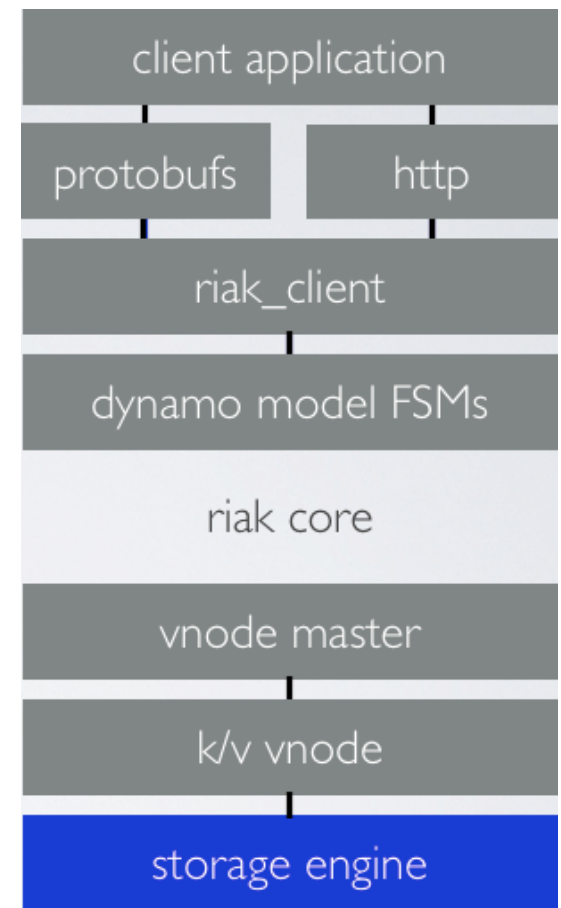 client application
protobufs
http
riak_client
dynamo model FSMs
riak core
vnode master
k/v vnode
storage engine